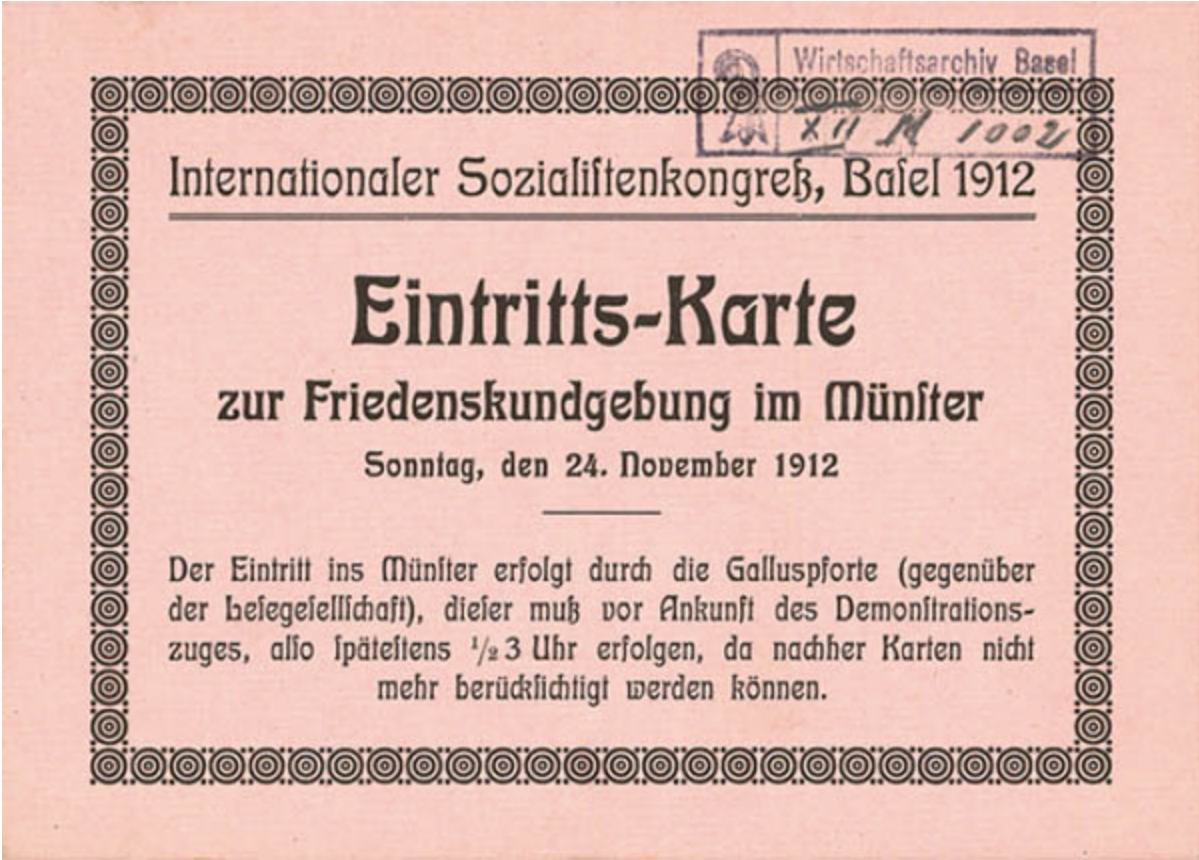 Wirtschaftsarchiv Basel
XII M 1002
Internationaler Sozialiſtenkongreß, Baſel 1912
Eintritts-Karte
zur Friedenskundgebung im Münſter
Sonntag, den 24. November 1912
Der Eintritt ins Münſter erfolgt durch die Galluspforte (gegenüber
der Leſegeſellſchaft), dieſer muß vor Ankunft des Demonſtrations-
zuges, alſo ſpäteſtens ½ 3 Uhr erfolgen, da nachher Karten nicht
mehr berückſichtigt werden können.